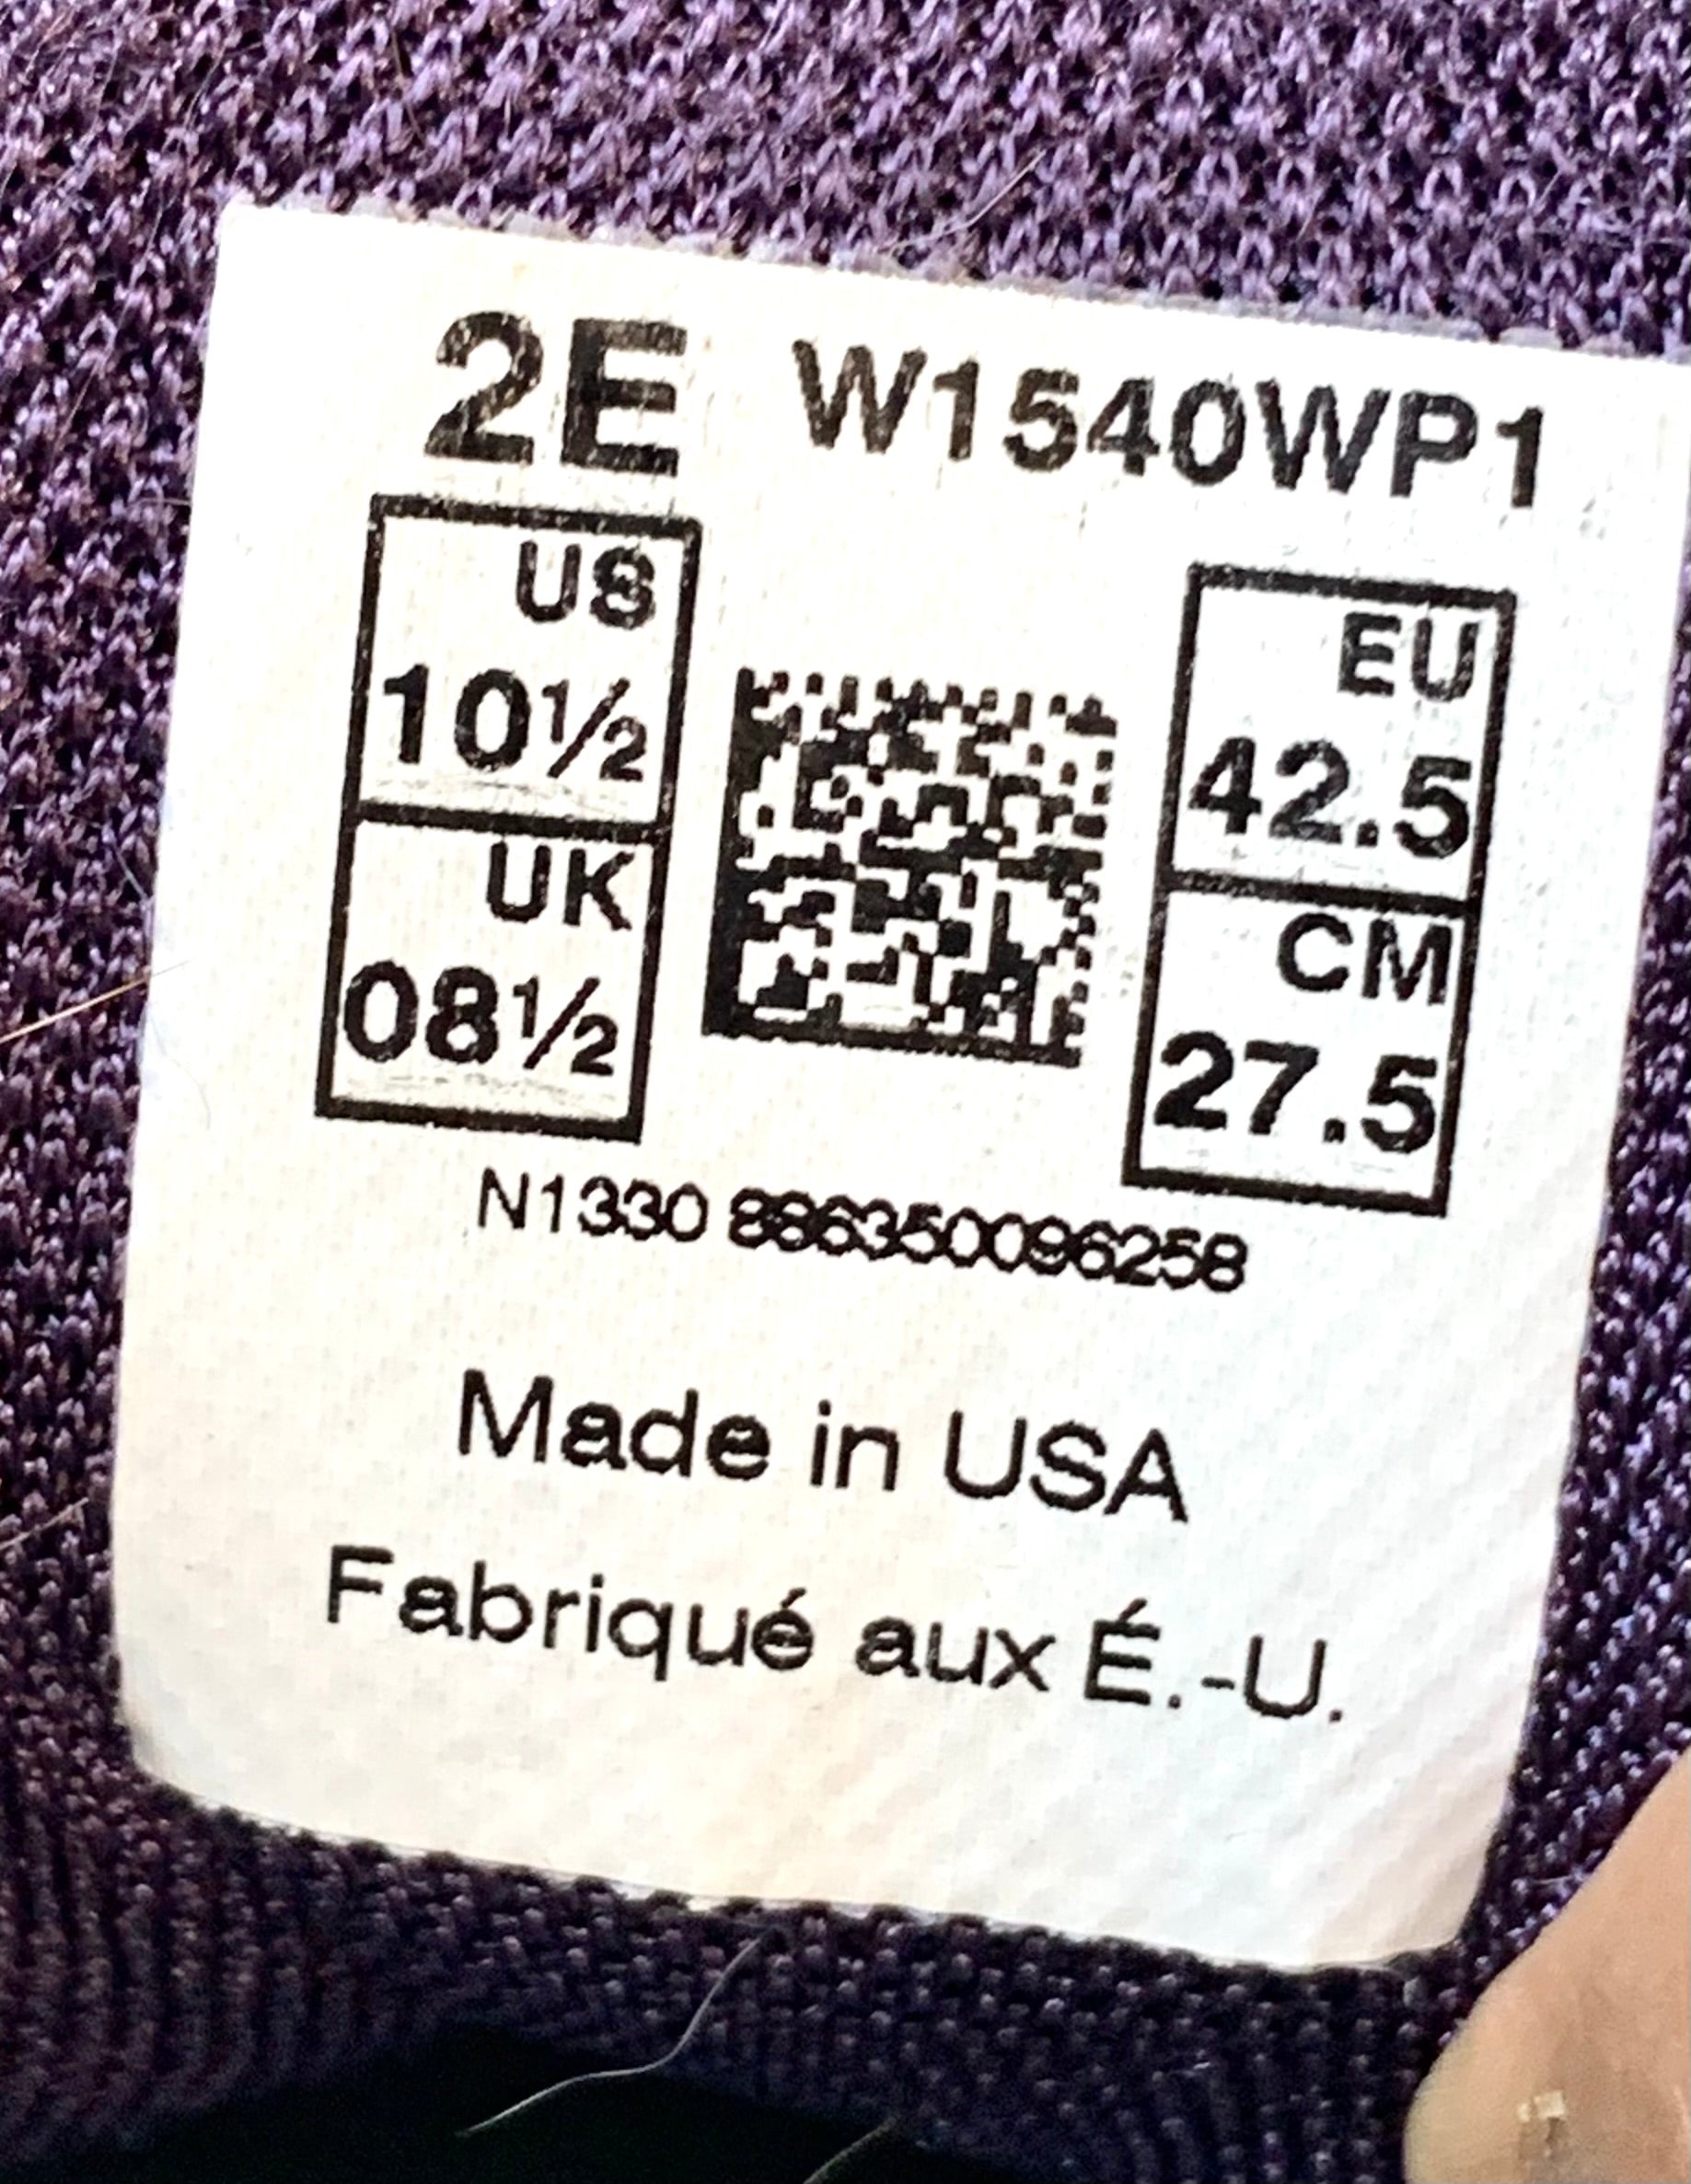 2E W1540WP1
US
10½
UK
08½
EU
42.5
CM
27.5
N1330 886350096258
Made in USA
Fabriqué aux É.-U.